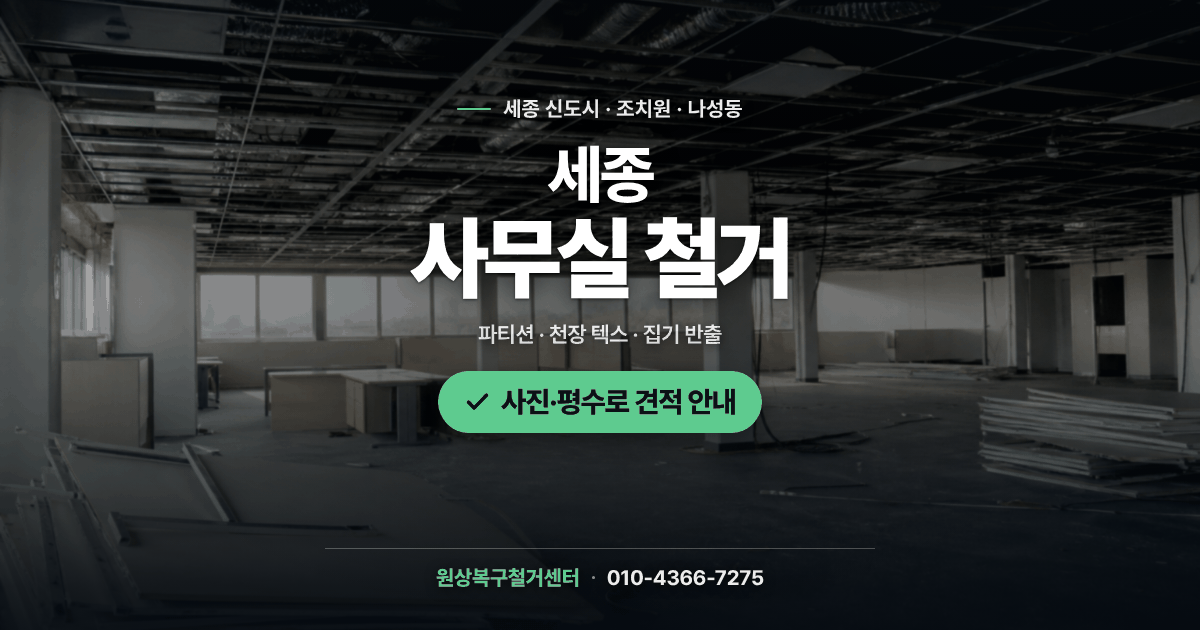 세종 신도시 · 조치원 · 나성동
세종
사무실 철거
파티션 · 천장 텍스 · 집기 반출
사진·평수로 견적 안내
원상복구철거센터 · 010-4366-7275